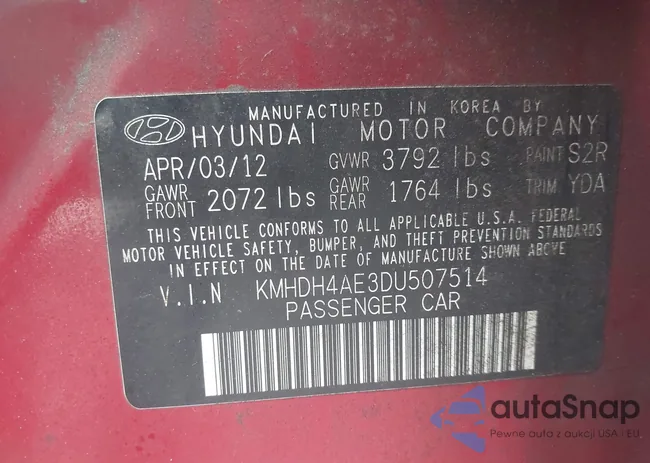 MANUFACTURED IN KOREA BY
HYUNDAI MOTOR COMPANY
APR/03/12 GVWR 3792 lbs PAINT S2R
GAWR FRONT 2072 lbs GAWR REAR 1764 lbs TRIM YDA
THIS VEHICLE CONFORMS TO ALL APPLICABLE U.S.A. FEDERAL
MOTOR VEHICLE SAFETY, BUMPER, AND THEFT PREVENTION STANDARDS
IN EFFECT ON THE DATE OF MANUFACTURE SHOWN ABOVE
V.I.N KMHDH4AE3DU507514
PASSENGER CAR
autaSnap
Pewne auta z aukcji USA i EU